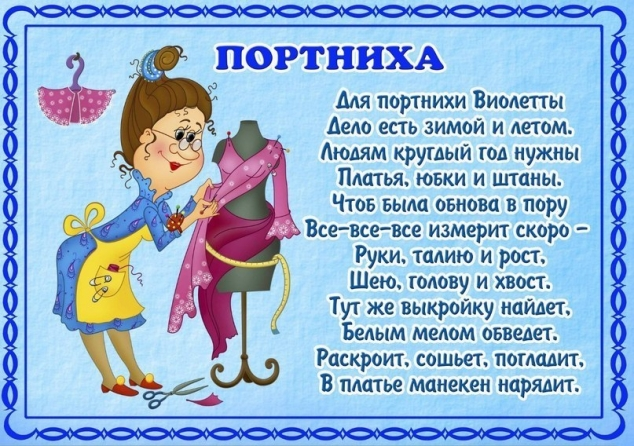 ПОРТНИХА
Для портнихи Виолетты
Дело есть зимой и летом.
Людям круглый год нужны
Платья, юбки и штаны.
Чтоб была обнова в пору
Все-все-все измерит скоро –
Руки, талию и рост,
Шею, голову и хвост.
Тут же выкройку найдет,
Белым мелом обведет.
Раскроит, сошьет, погладит,
В платье манекен нарядит.